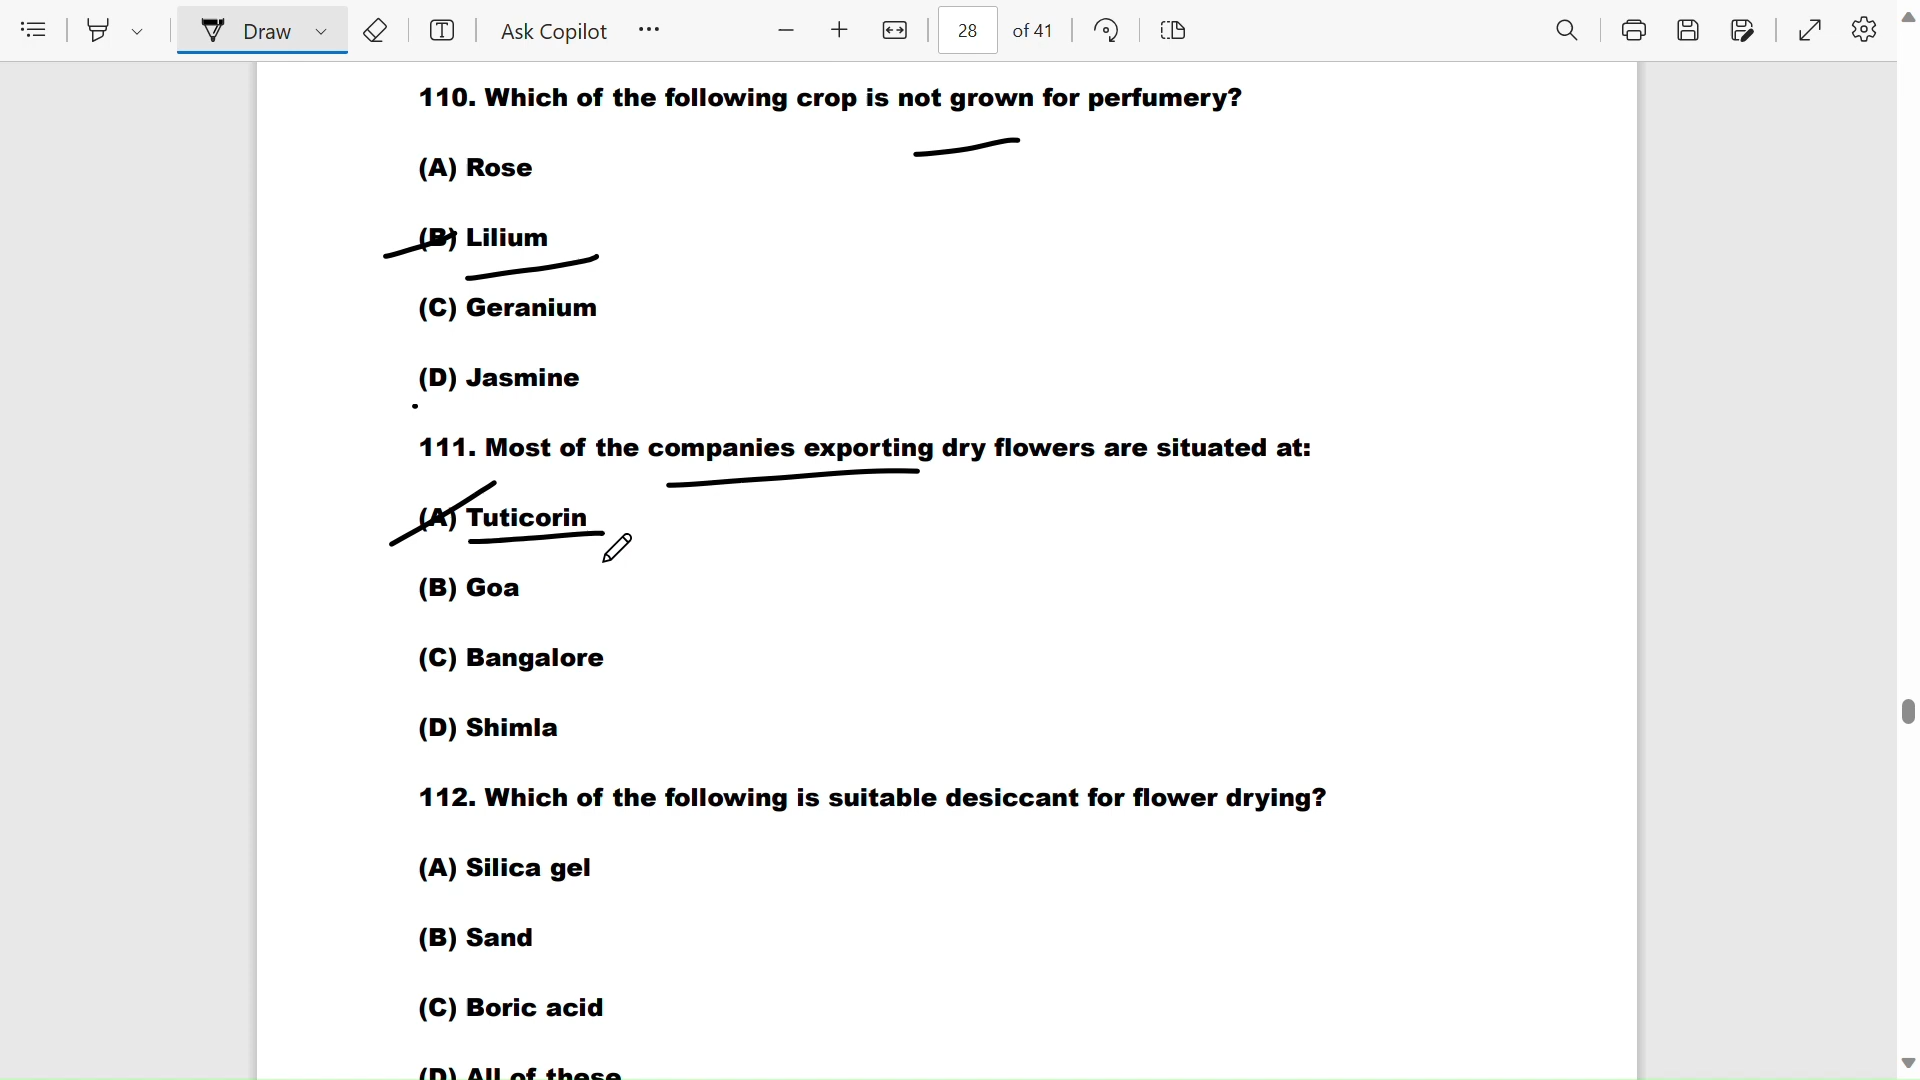 Draw
Ask Copilot
28 of 41
110. Which of the following crop is not grown for perfumery?
(A) Rose
(B) Lilium
(C) Geranium
(D) Jasmine
111. Most of the companies exporting dry flowers are situated at:
(A) Tuticorin
(B) Goa
(C) Bangalore
(D) Shimla
112. Which of the following is suitable desiccant for flower drying?
(A) Silica gel
(B) Sand
(C) Boric acid
(D) All of these